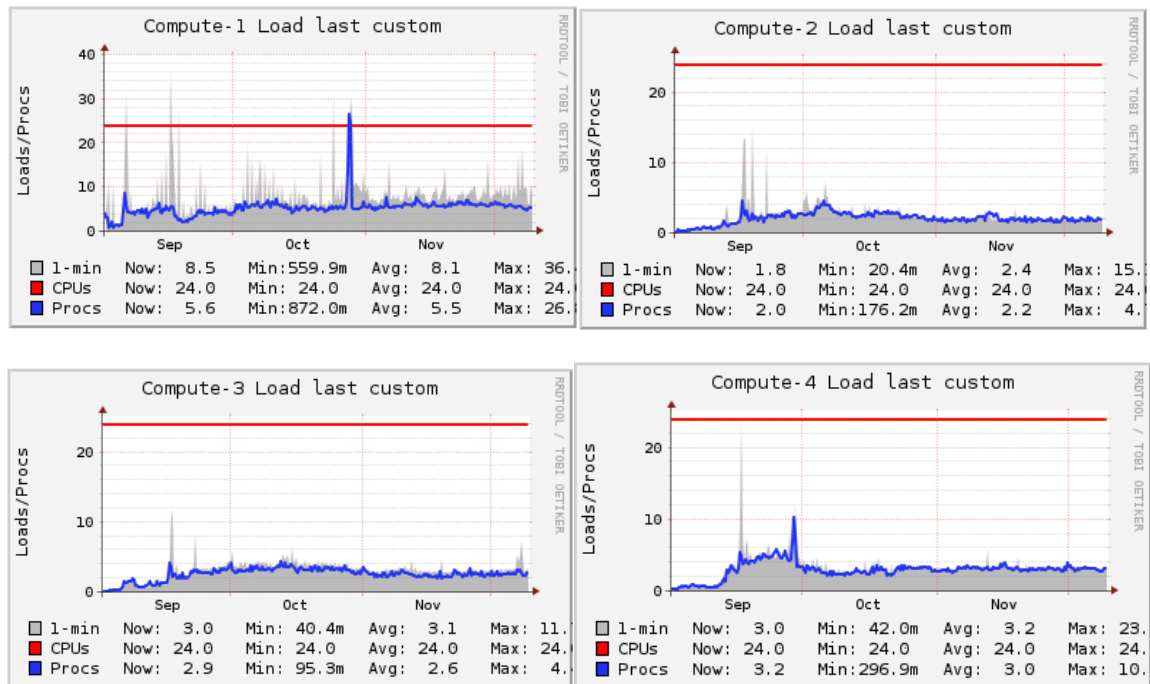 Compute-1 Load last custom
RRDTOOL / TOBI OETIKER
Loads/Procs
40
30
20
10
0
Sep Oct Nov
1-min Now: 8.5 Min:559.9m Avg: 8.1 Max: 36.
CPUs Now: 24.0 Min: 24.0 Avg: 24.0 Max: 24.
Procs Now: 5.6 Min:872.0m Avg: 5.5 Max: 26.
Compute-2 Load last custom
RRDTOOL / TOBI OETIKER
Loads/Procs
20
10
0
Sep Oct Nov
1-min Now: 1.8 Min: 20.4m Avg: 2.4 Max: 15.
CPUs Now: 24.0 Min: 24.0 Avg: 24.0 Max: 24.
Procs Now: 2.0 Min:176.2m Avg: 2.2 Max: 4.
Compute-3 Load last custom
RRDTOOL / TOBI OETIKER
Loads/Procs
20
10
0
Sep Oct Nov
1-min Now: 3.0 Min: 40.4m Avg: 3.1 Max: 11.
CPUs Now: 24.0 Min: 24.0 Avg: 24.0 Max: 24.
Procs Now: 2.9 Min: 95.3m Avg: 2.6 Max: 4.
Compute-4 Load last custom
RRDTOOL / TOBI OETIKER
Loads/Procs
20
10
0
Sep Oct Nov
1-min Now: 3.0 Min: 42.0m Avg: 3.2 Max: 23.
CPUs Now: 24.0 Min: 24.0 Avg: 24.0 Max: 24.
Procs Now: 3.2 Min:296.9m Avg: 3.0 Max: 10.